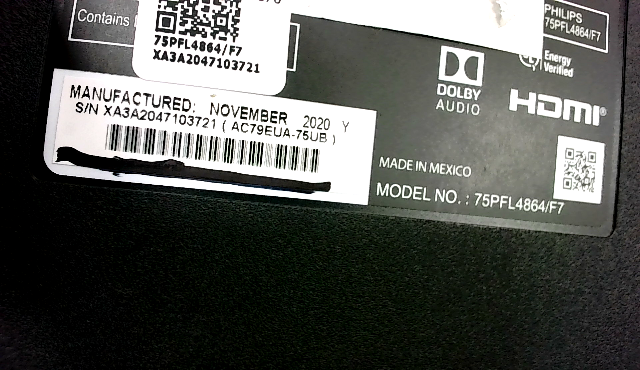 Contains
75PFL4864/F7
XA3A2047103721
PHILIPS
75PFL4864/F7
Energy
Verified
DOLBY
AUDIO
HDMI®
MANUFACTURED: NOVEMBER 2020 Y
S/N XA3A2047103721 ( AC79EUA-75UB )
MADE IN MEXICO
MODEL NO. : 75PFL4864/F7